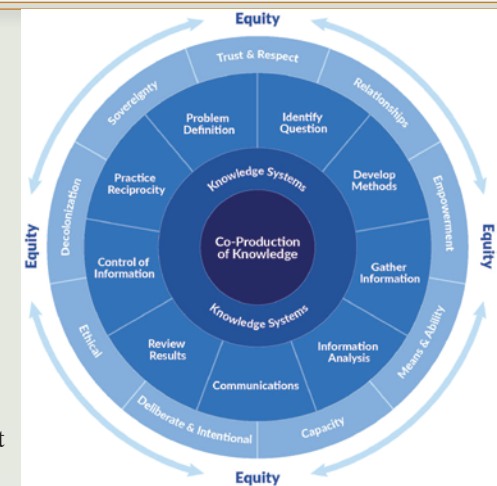 Equity
Trust & Respect
Relationships
Empowerment
Means & Ability
Capacity
Deliberate & Intentional
Ethical
Decolonization
Sovereignty
Problem
Definition
Identify
Question
Develop
Methods
Gather
Information
Information
Analysis
Communications
Review
Results
Control of
Information
Practice
Reciprocity
Knowledge Systems
Co-Production
of Knowledge
Knowledge Systems
Equity
Equity
Equity
t